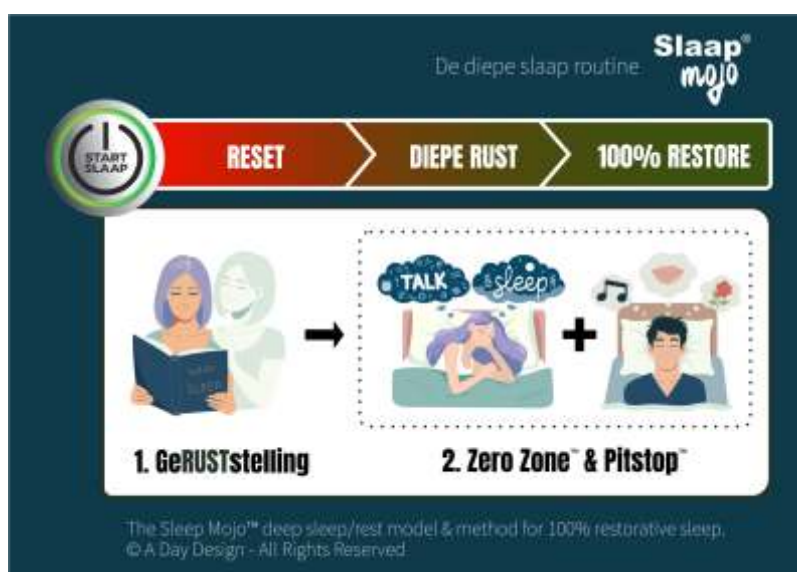 De diepe slaap routine
Slaap®
mojo
START
SLAAP
RESET
DIEPE RUST
100% RESTORE
TALK
sleep
1. GeRUSTstelling
2. Zero Zone™ & Pitstop™
The Sleep Mojo™ deep sleep/rest model & method for 100% restorative sleep.
© A Day Design - All Rights Reserved